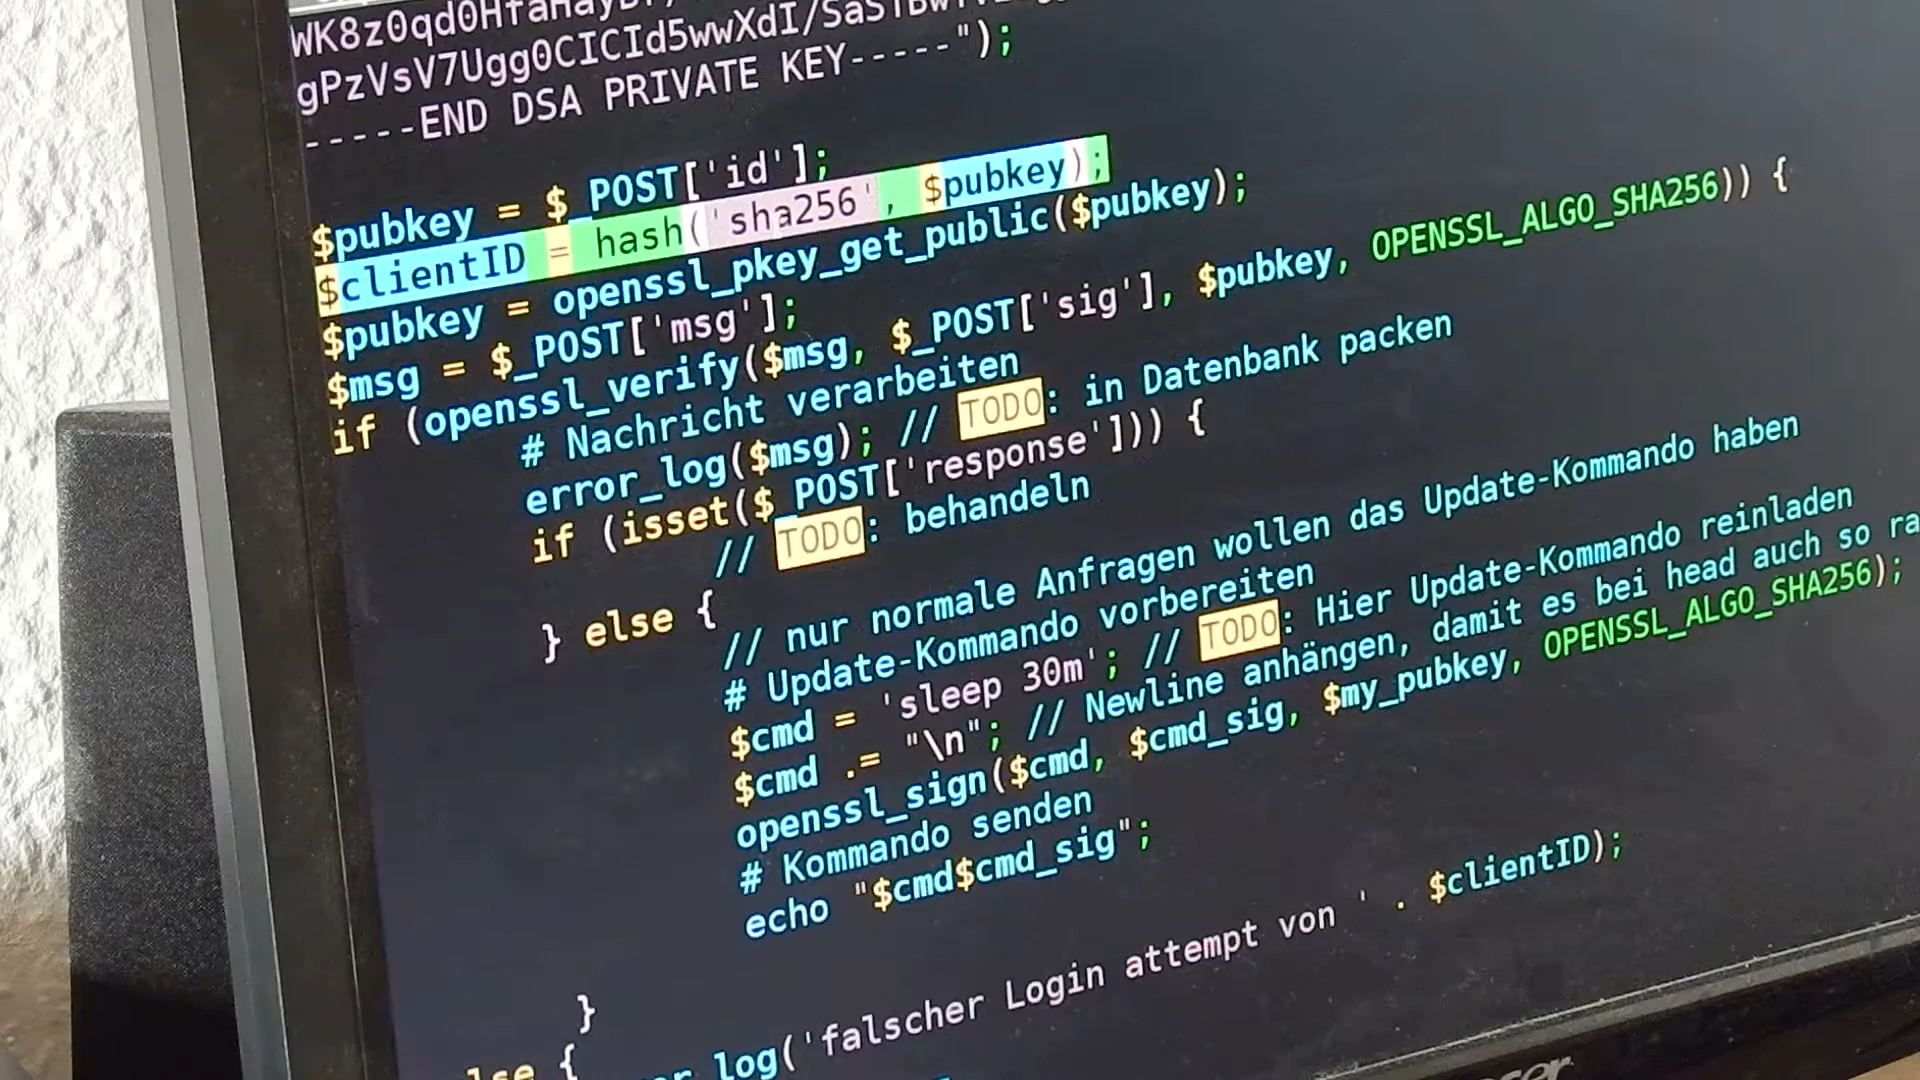 gPzVsV7Ugg0CICId5wwXdI/
-----END DSA PRIVATE KEY-----");
$pubkey = $_POST['id'];
$clientID = hash('sha256', $pubkey);
$pubkey = openssl_pkey_get_public($pubkey);
$msg = $_POST['msg'];
if (openssl_verify($msg, $_POST['sig'], $pubkey, OPENSSL_ALGO_SHA256)) {
# Nachricht verarbeiten
error_log($msg); // TODO: in Datenbank packen
if (isset($_POST['response'])) {
// TODO: behandeln
} else {
// nur normale Anfragen wollen das Update-Kommando haben
# Update-Kommando vorbereiten
$cmd = 'sleep 30m'; // TODO: Hier Update-Kommando reinladen
$cmd .= "\n"; // Newline anhängen, damit es bei head auch so ra
openssl_sign($cmd, $cmd_sig, $my_pubkey, OPENSSL_ALGO_SHA256);
# Kommando senden
echo "$cmd$cmd_sig";
}
else {
log('falscher Login attempt von ' . $clientID);
acer